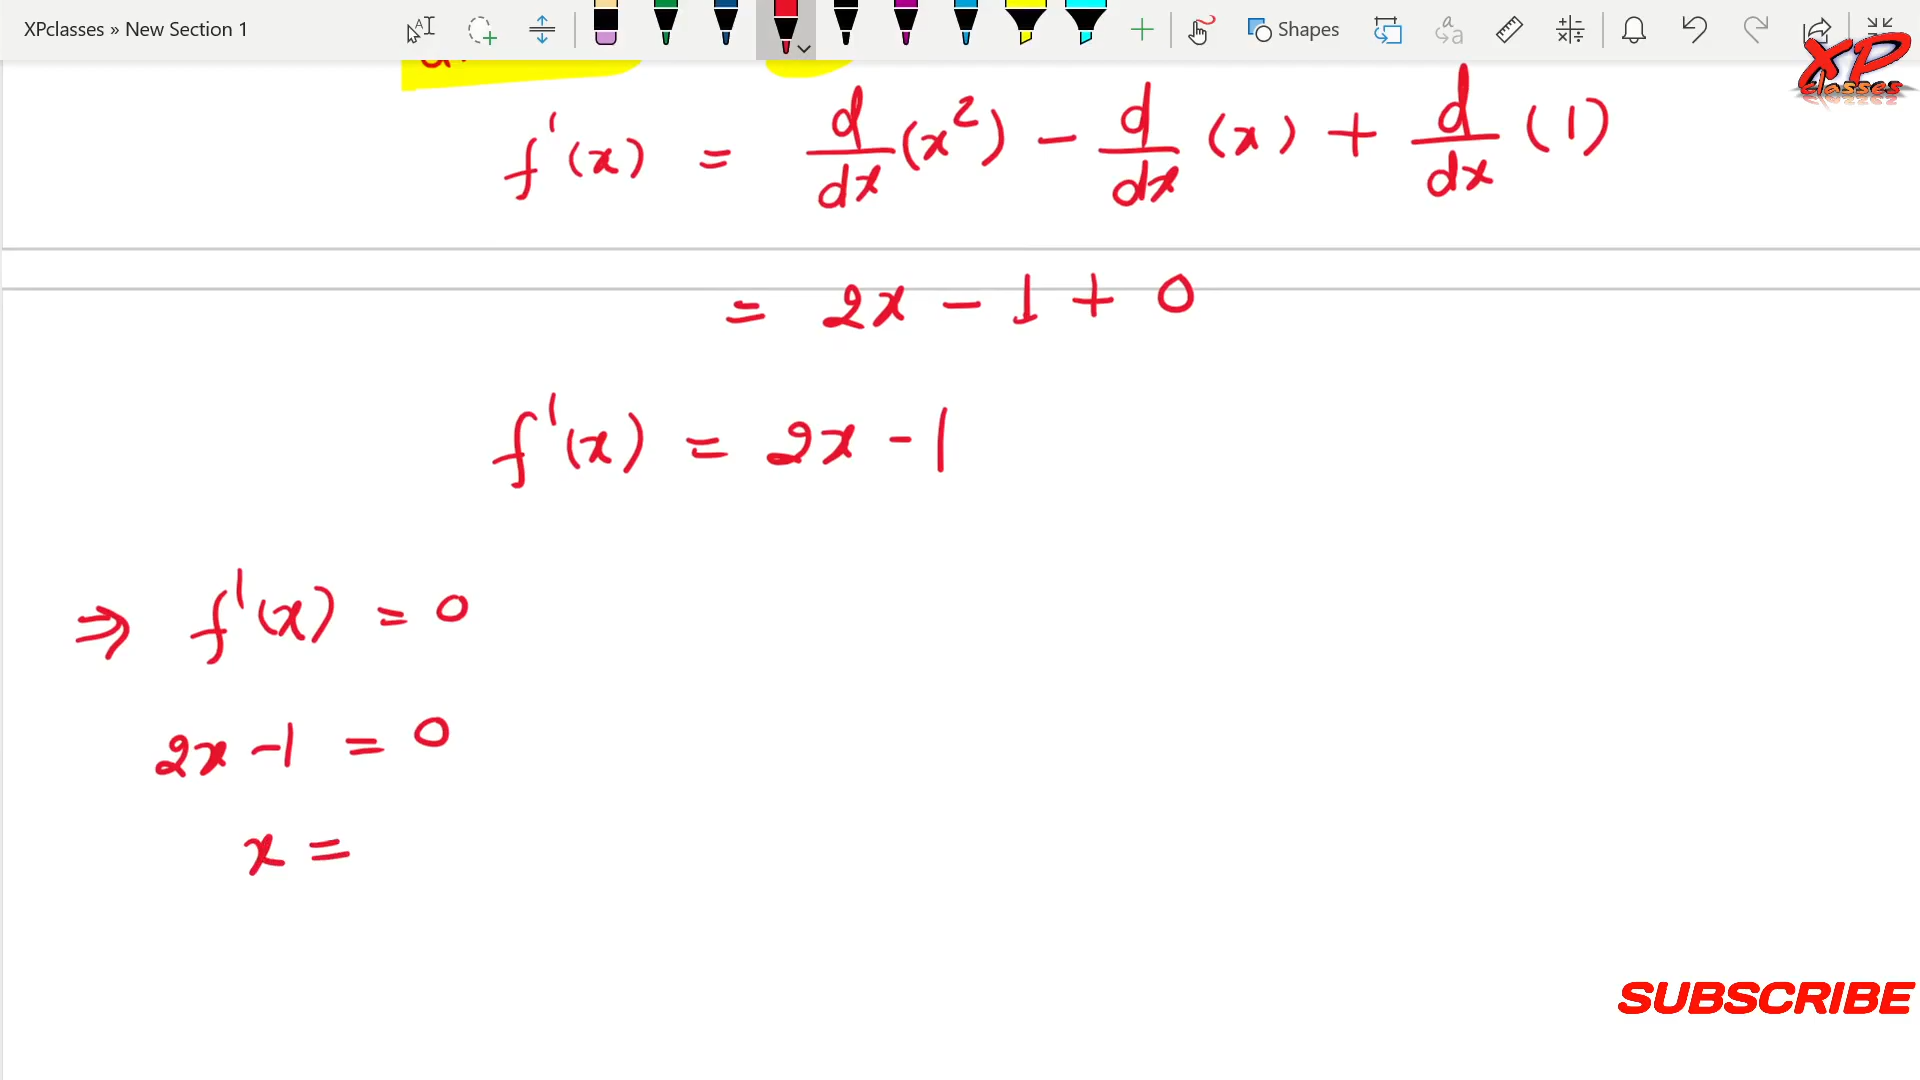 XPclasses » New Section 1
Shapes
XP
classes
f'(x) = d/dx (x²) - d/dx (x) + d/dx (1)
= 2x - 1 + 0
f'(x) = 2x - 1
⇒ f'(x) = 0
2x - 1 = 0
x =
SUBSCRIBE